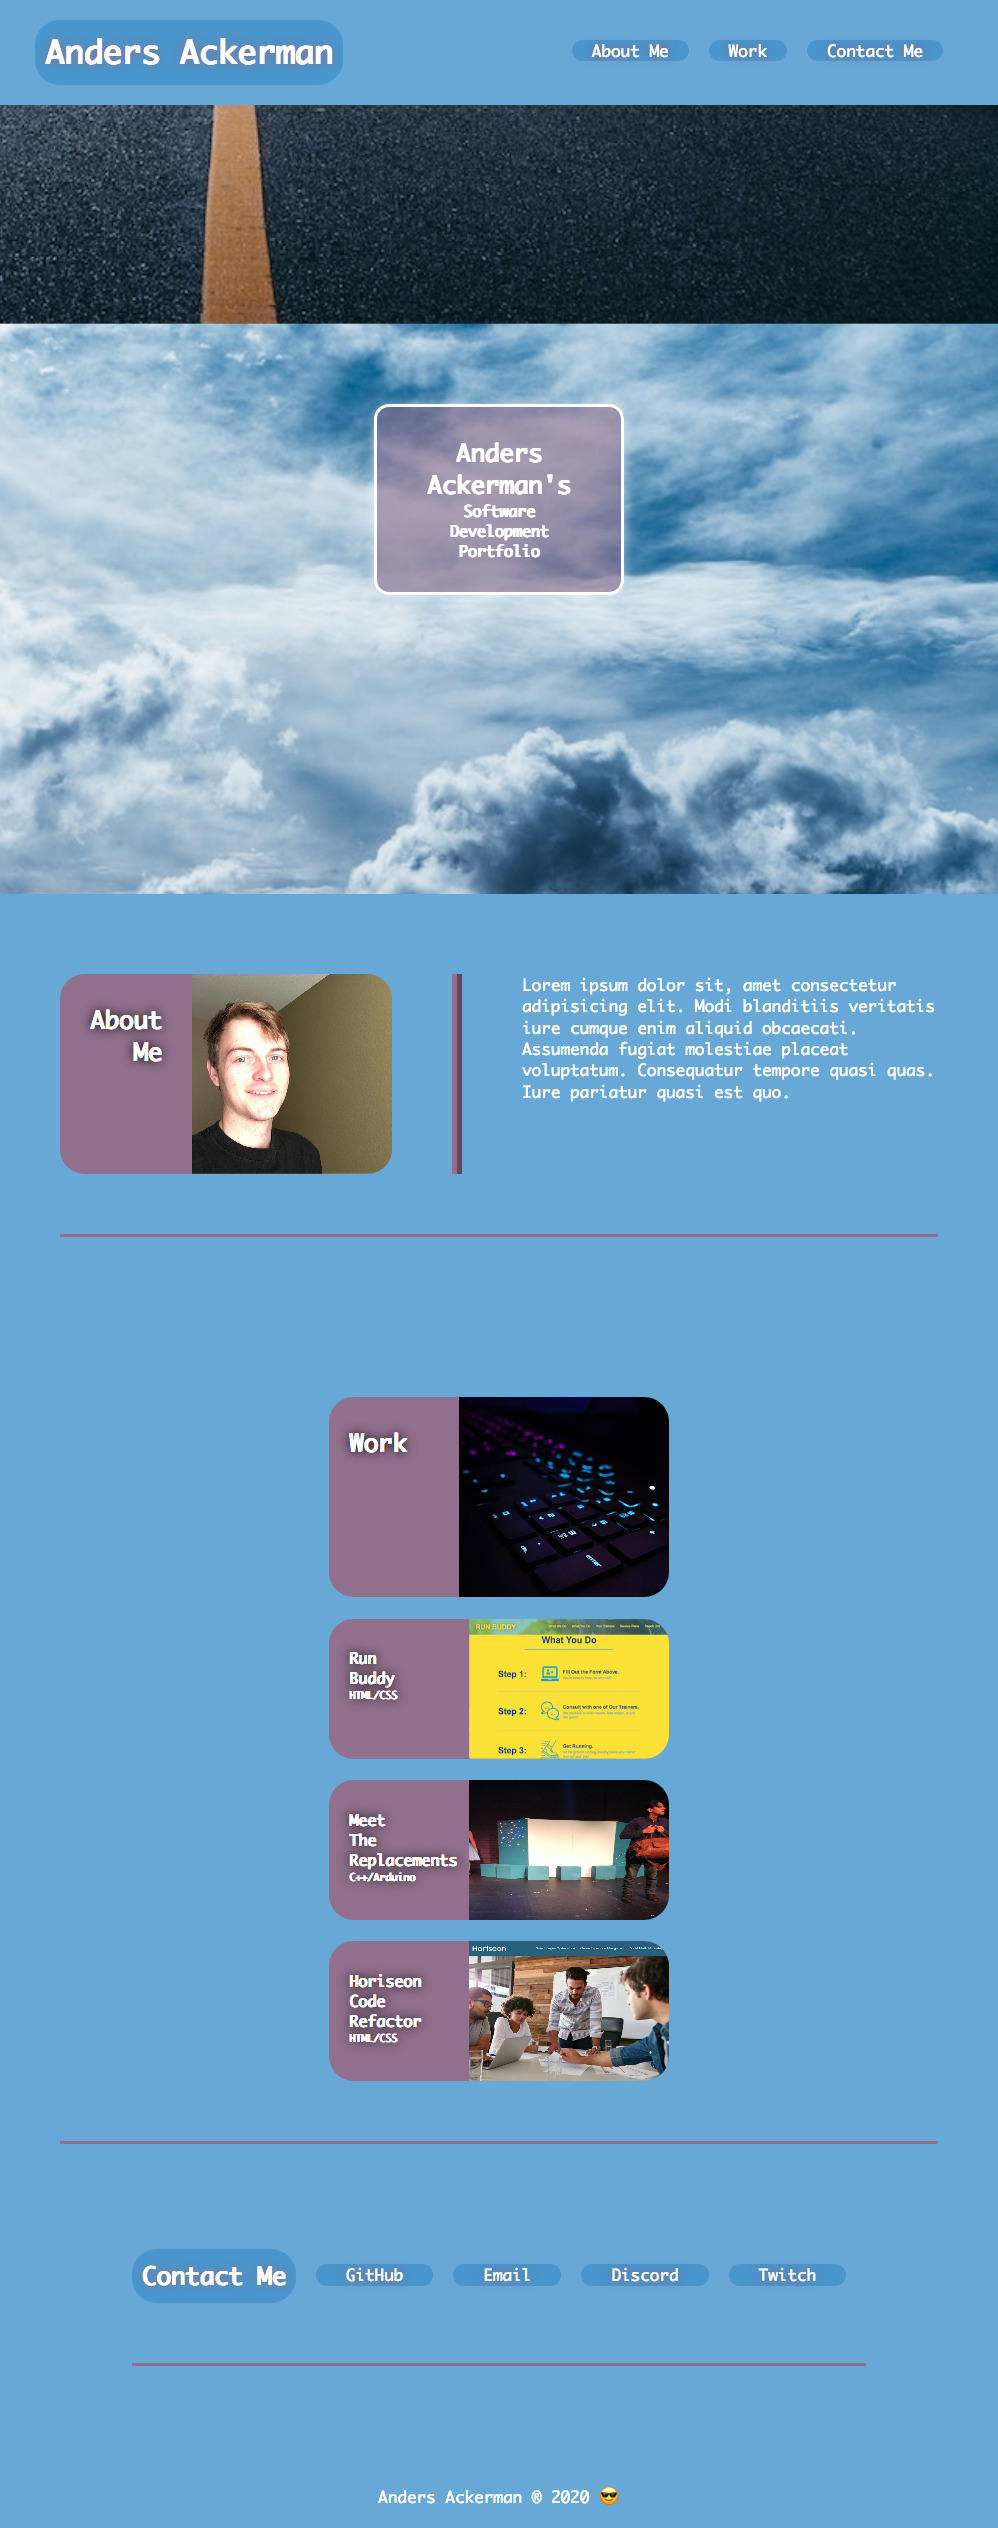 Anders Ackerman
About Me
Work
Contact Me
Anders
Ackerman's
Software
Development
Portfolio
About
Me
Lorem ipsum dolor sit, amet consectetur
adipisicing elit. Modi blanditiis veritatis
iure cumque enim aliquid obcaecati.
Assumenda fugiat molestiae placeat
voluptatum. Consequatur tempore quasi quas.
Iure pariatur quasi est quo.
Work
enter
Run
Buddy
HTML/CSS
RUN BUDDY
What You Do
Step 1:
Fill Out the Form Above.
Step 2:
Consult with one of Our Trainers.
Step 3:
Get Running.
Meet
The
Replacements
C++/Arduino
Horiseon
Code
Refactor
HTML/CSS
Horiseon
Contact Me
GitHub
Email
Discord
Twitch
Anders Ackerman ® 2020 😎